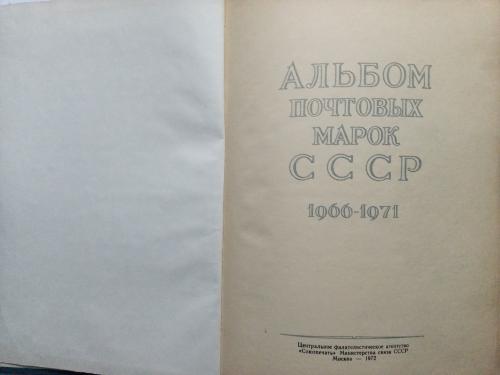 АЛЬБОМ
ПОЧТОВЫХ
МАРОК
СССР
1966-1971
Центральное филателистическое агентство
«Союзпечать» Министерства связи СССР
Москва — 1972